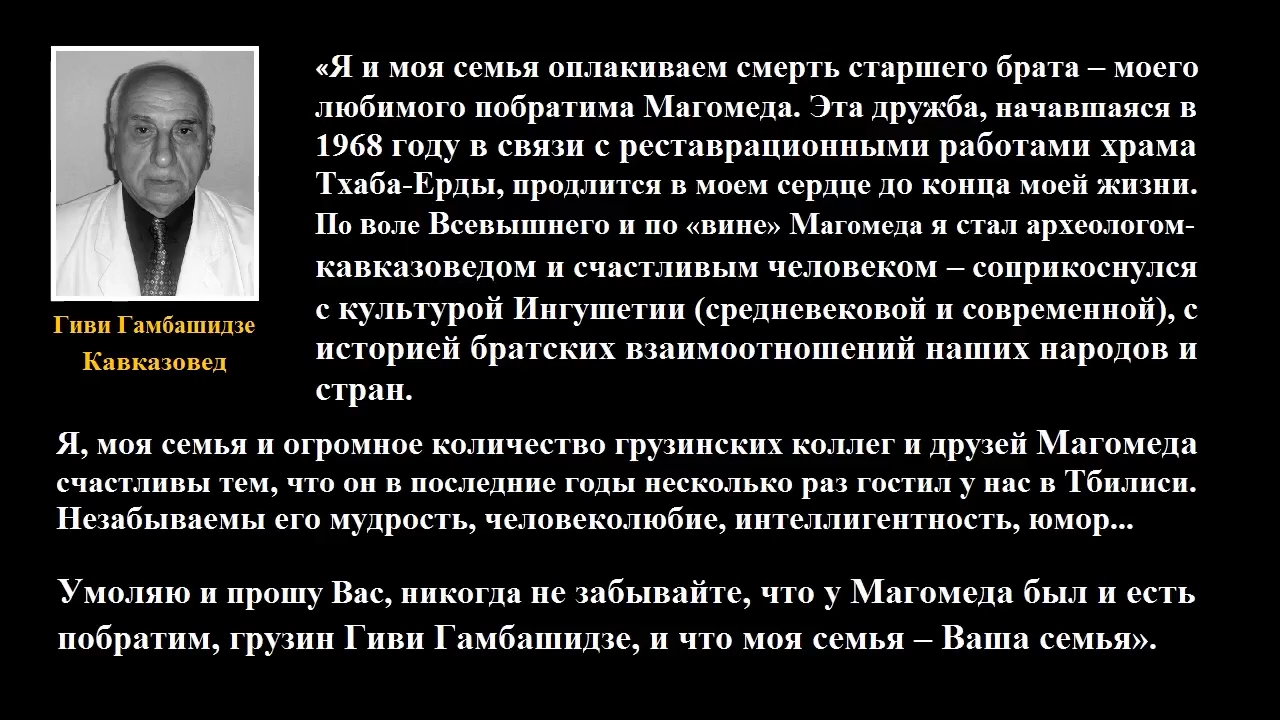 «Я и моя семья оплакиваем смерть старшего брата – моего
любимого побратима Магомеда. Эта дружба, начавшаяся в
1968 году в связи с реставрационными работами храма
Тхаба-Ерды, продлится в моем сердце до конца моей жизни.
По воле Всевышнего и по «вине» Магомеда я стал археологом-
кавказоведом и счастливым человеком – соприкоснулся
с культурой Ингушетии (средневековой и современной), с
историей братских взаимоотношений наших народов и
стран.
Гиви Гамбашидзе
Кавказовед
Я, моя семья и огромное количество грузинских коллег и друзей Магомеда
счастливы тем, что он в последние годы несколько раз гостил у нас в Тбилиси.
Незабываемы его мудрость, человеколюбие, интеллигентность, юмор...
Умоляю и прошу Вас, никогда не забывайте, что у Магомеда был и есть
побратим, грузин Гиви Гамбашидзе, и что моя семья – Ваша семья».